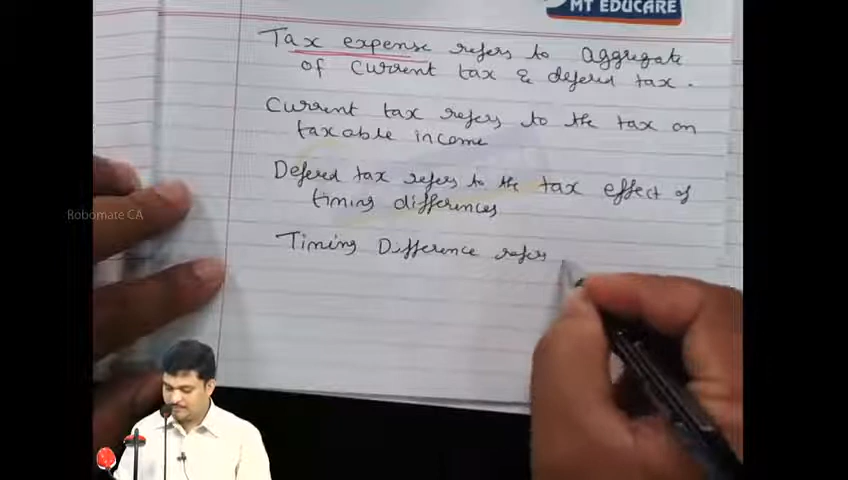 MT EDUCARE
Tax expense refers to aggregate
of current tax & defered tax.
Current tax refers to the tax on
taxable income
Defered tax refers to the tax effect of
timing differences
Robomate CA
Timing Difference refers